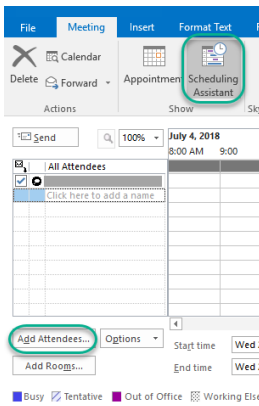 File Meeting Insert Format Text
Calendar
Delete Forward Appointment Scheduling Assistant
Actions Show
Send 100% July 4, 2018
8:00 AM 9:00
All Attendees
Click here to add a name
Add Attendees... Options Start time Wed
Add Rooms... End time Wed
Busy Tentative Out of Office Working Else